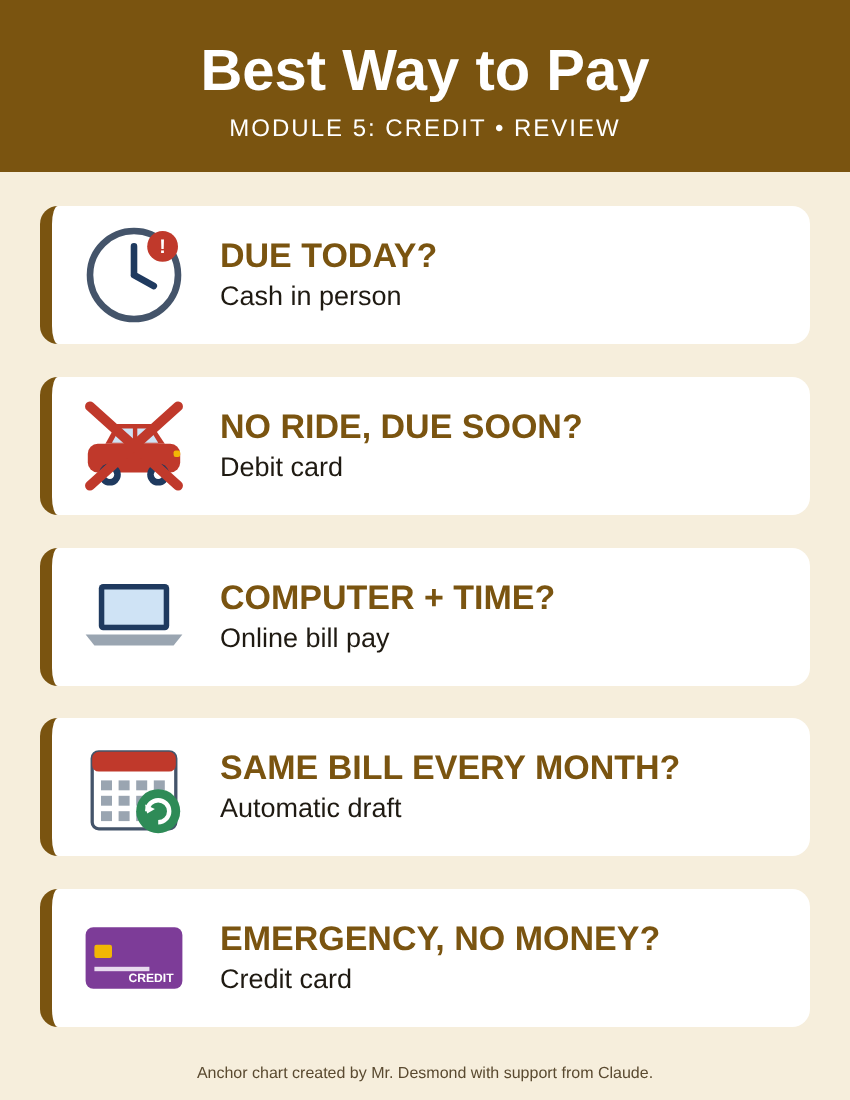 Best Way to Pay
MODULE 5: CREDIT • REVIEW
!
DUE TODAY?
Cash in person
NO RIDE, DUE SOON?
Debit card
COMPUTER + TIME?
Online bill pay
SAME BILL EVERY MONTH?
Automatic draft
CREDIT
EMERGENCY, NO MONEY?
Credit card
Anchor chart created by Mr. Desmond with support from Claude.